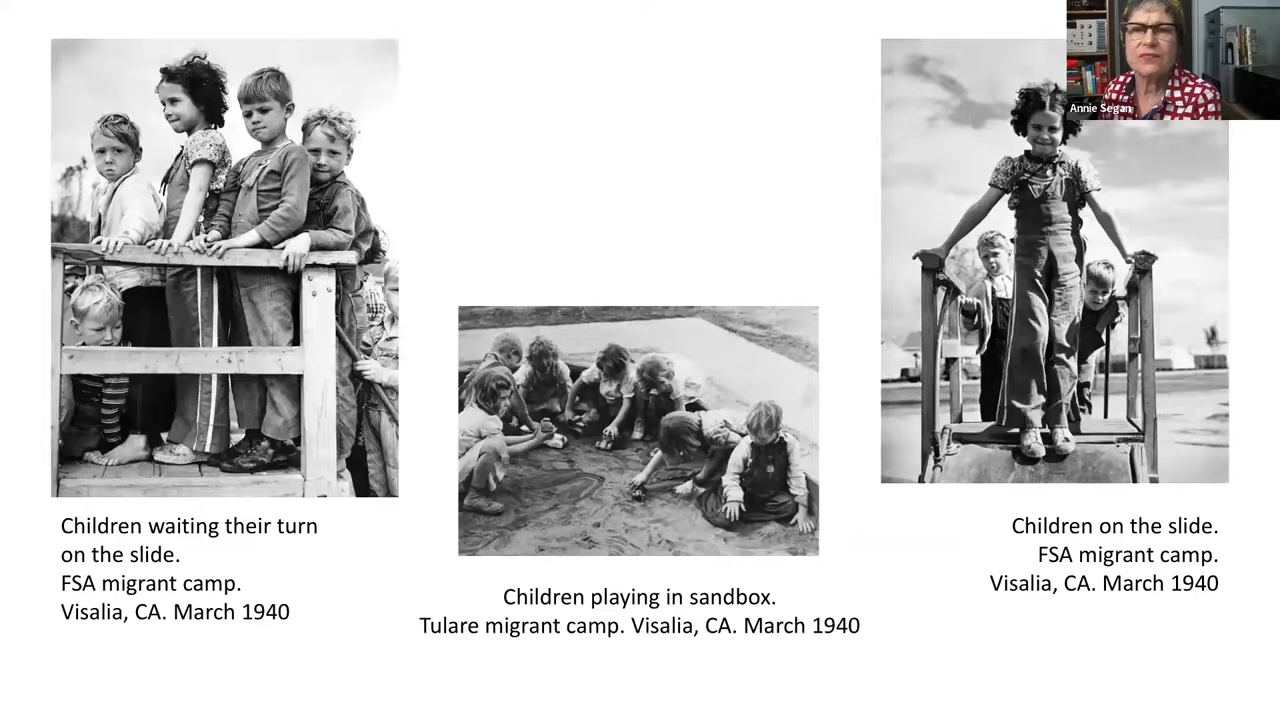 Annie Segan
Children waiting their turn
on the slide.
FSA migrant camp.
Visalia, CA. March 1940
Children playing in sandbox.
Tulare migrant camp. Visalia, CA. March 1940
Children on the slide.
FSA migrant camp.
Visalia, CA. March 1940